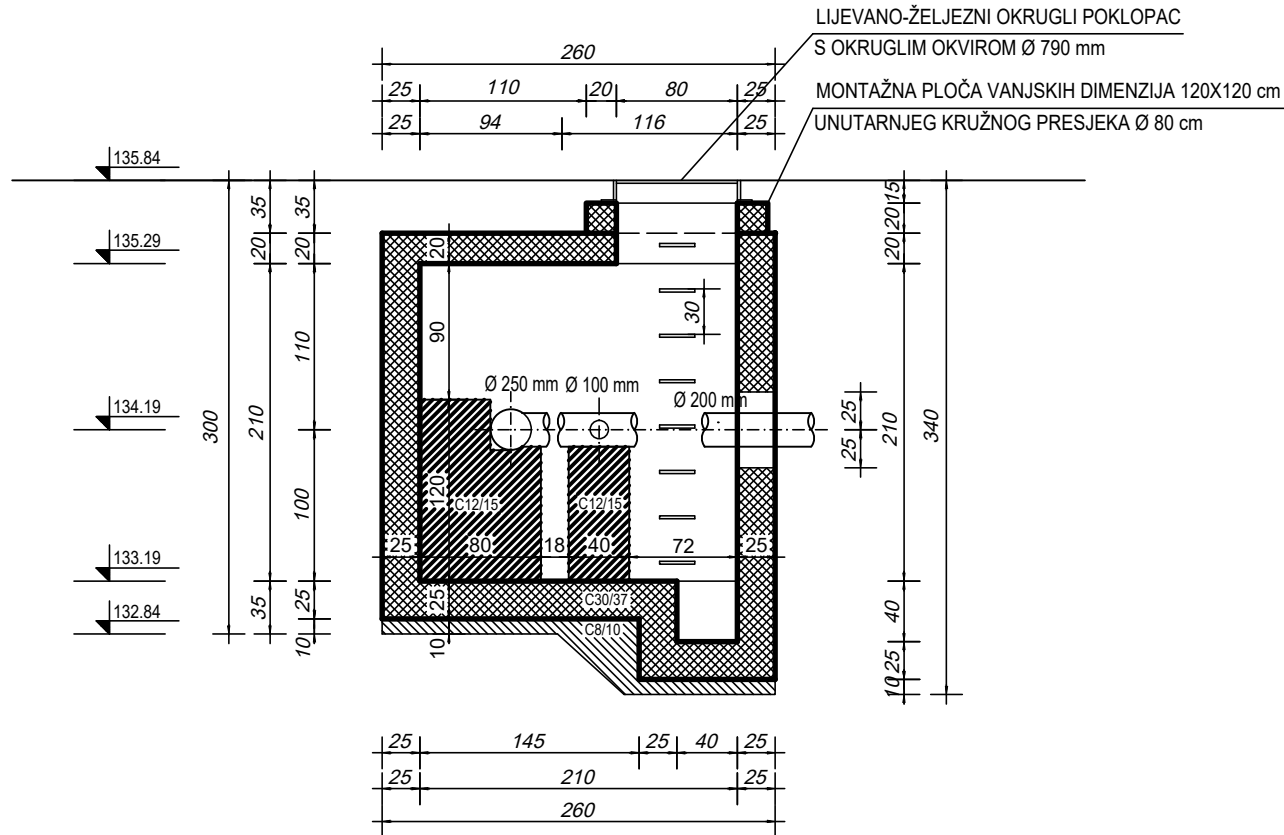 LIJEVANO-ŽELJEZNI OKRUGLI POKLOPAC
S OKRUGLIM OKVIROM Ø 790 mm
260
MONTAŽNA PLOČA VANJSKIH DIMENZIJA 120X120 cm
25 110 20 80 25
UNUTARNJEG KRUŽNOG PRESJEKA Ø 80 cm
25 94 116 25
135.84
35 35 15
20
135.29
20 20 20
30
110 90
Ø 250 mm Ø 100 mm
Ø 200 mm
134.19
300 210 25 210 340
25
100 120
C12/15 C12/15
25 80 18 40 72 25
133.19
35 25 25 C30/37 40
132.84
C8/10
10 10 25
10
25 145 25 40 25
25 210 25
260